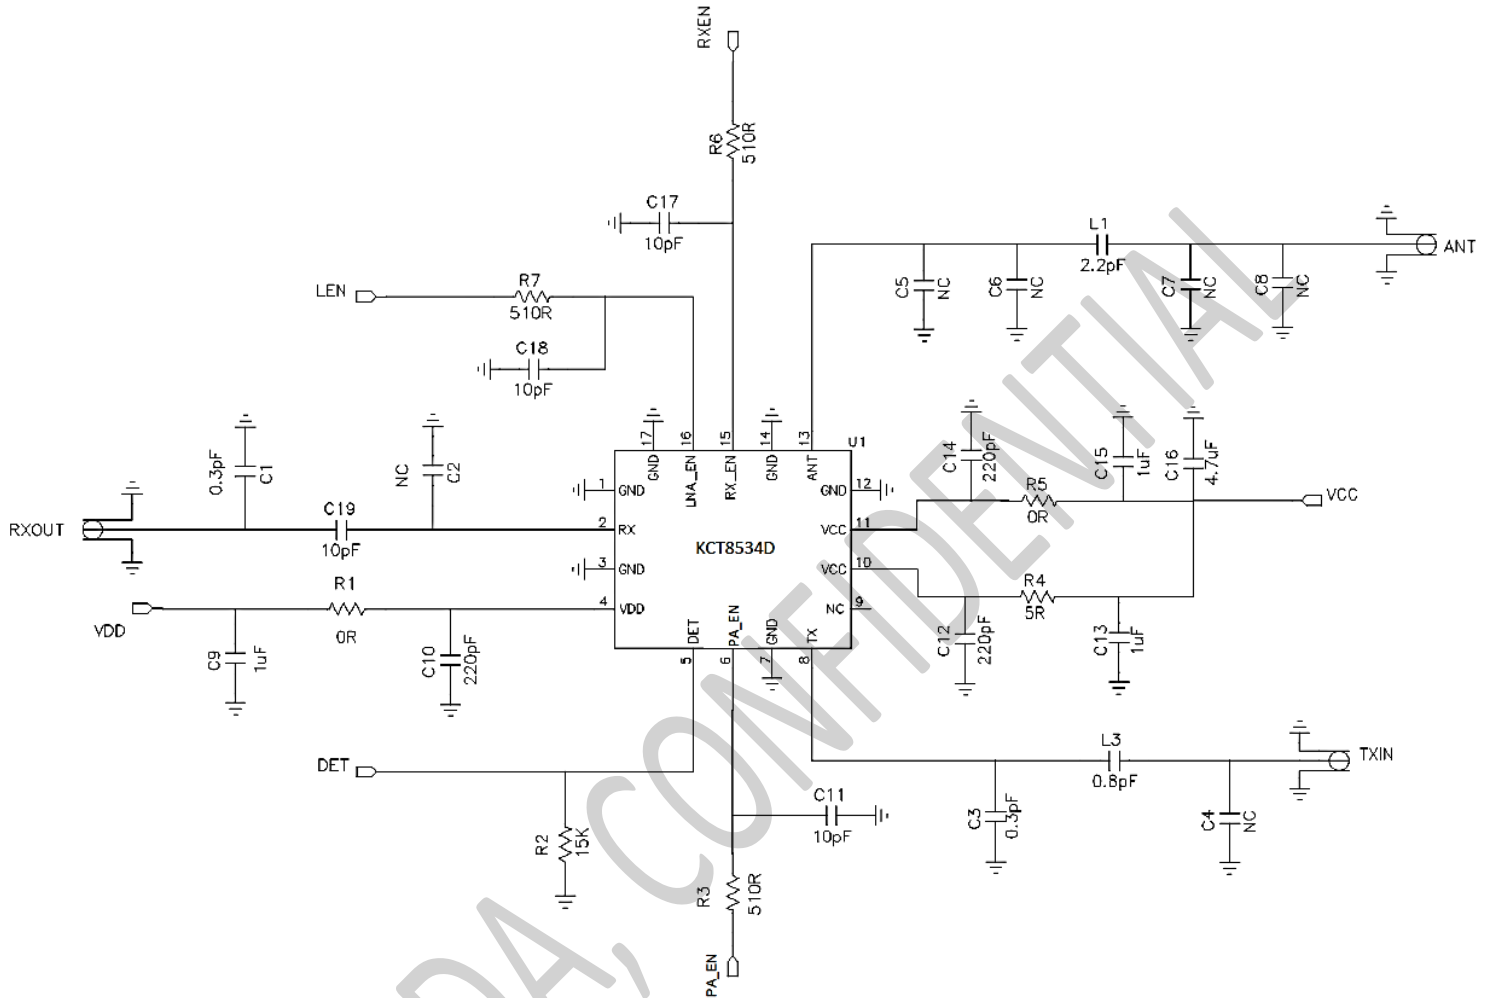 RXEN
R6
510R
C17
10pF
LEN
R7
510R
C18
10pF
L1
2.2pF
ANT
C5
NC
C6
NC
C7
NC
C8
NC
0.3pF
C1
NC
C2
RXOUT
C19
10pF
VDD
R1
0R
C9
1uF
C10
220pF
U1
KCT8534D
17
GND
16
LNA_EN
15
RX_EN
14
GND
13
ANT
1
GND
2
RX
3
GND
4
VDD
12
GND
11
VCC
10
VCC
9
NC
5
DET
6
PA_EN
7
GND
8
TX
C14
220pF
C15
1uF
C16
4.7uF
R5
0R
VCC
R4
5R
C12
220pF
C13
1uF
DET
R2
15K
C11
10pF
R3
510R
PA_EN
L3
0.8pF
TXIN
C3
0.3pF
C4
NC
DA, CONFIDENTIAL